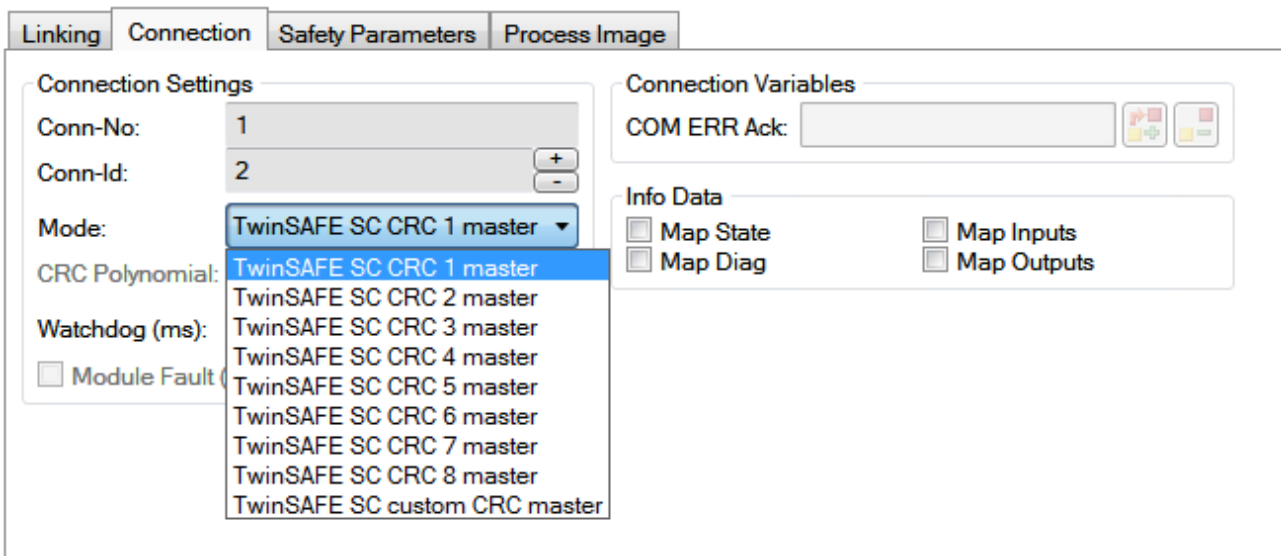 Linking Connection Safety Parameters Process Image
Connection Settings
Conn-No: 1
Conn-Id: 2
+
-
Mode: TwinSAFE SC CRC 1 master
CRC Polynomial:
Watchdog (ms):
Module Fault (
TwinSAFE SC CRC 1 master
TwinSAFE SC CRC 2 master
TwinSAFE SC CRC 3 master
TwinSAFE SC CRC 4 master
TwinSAFE SC CRC 5 master
TwinSAFE SC CRC 6 master
TwinSAFE SC CRC 7 master
TwinSAFE SC CRC 8 master
TwinSAFE SC custom CRC master
Connection Variables
COM ERR Ack:
Info Data
Map State Map Inputs
Map Diag Map Outputs